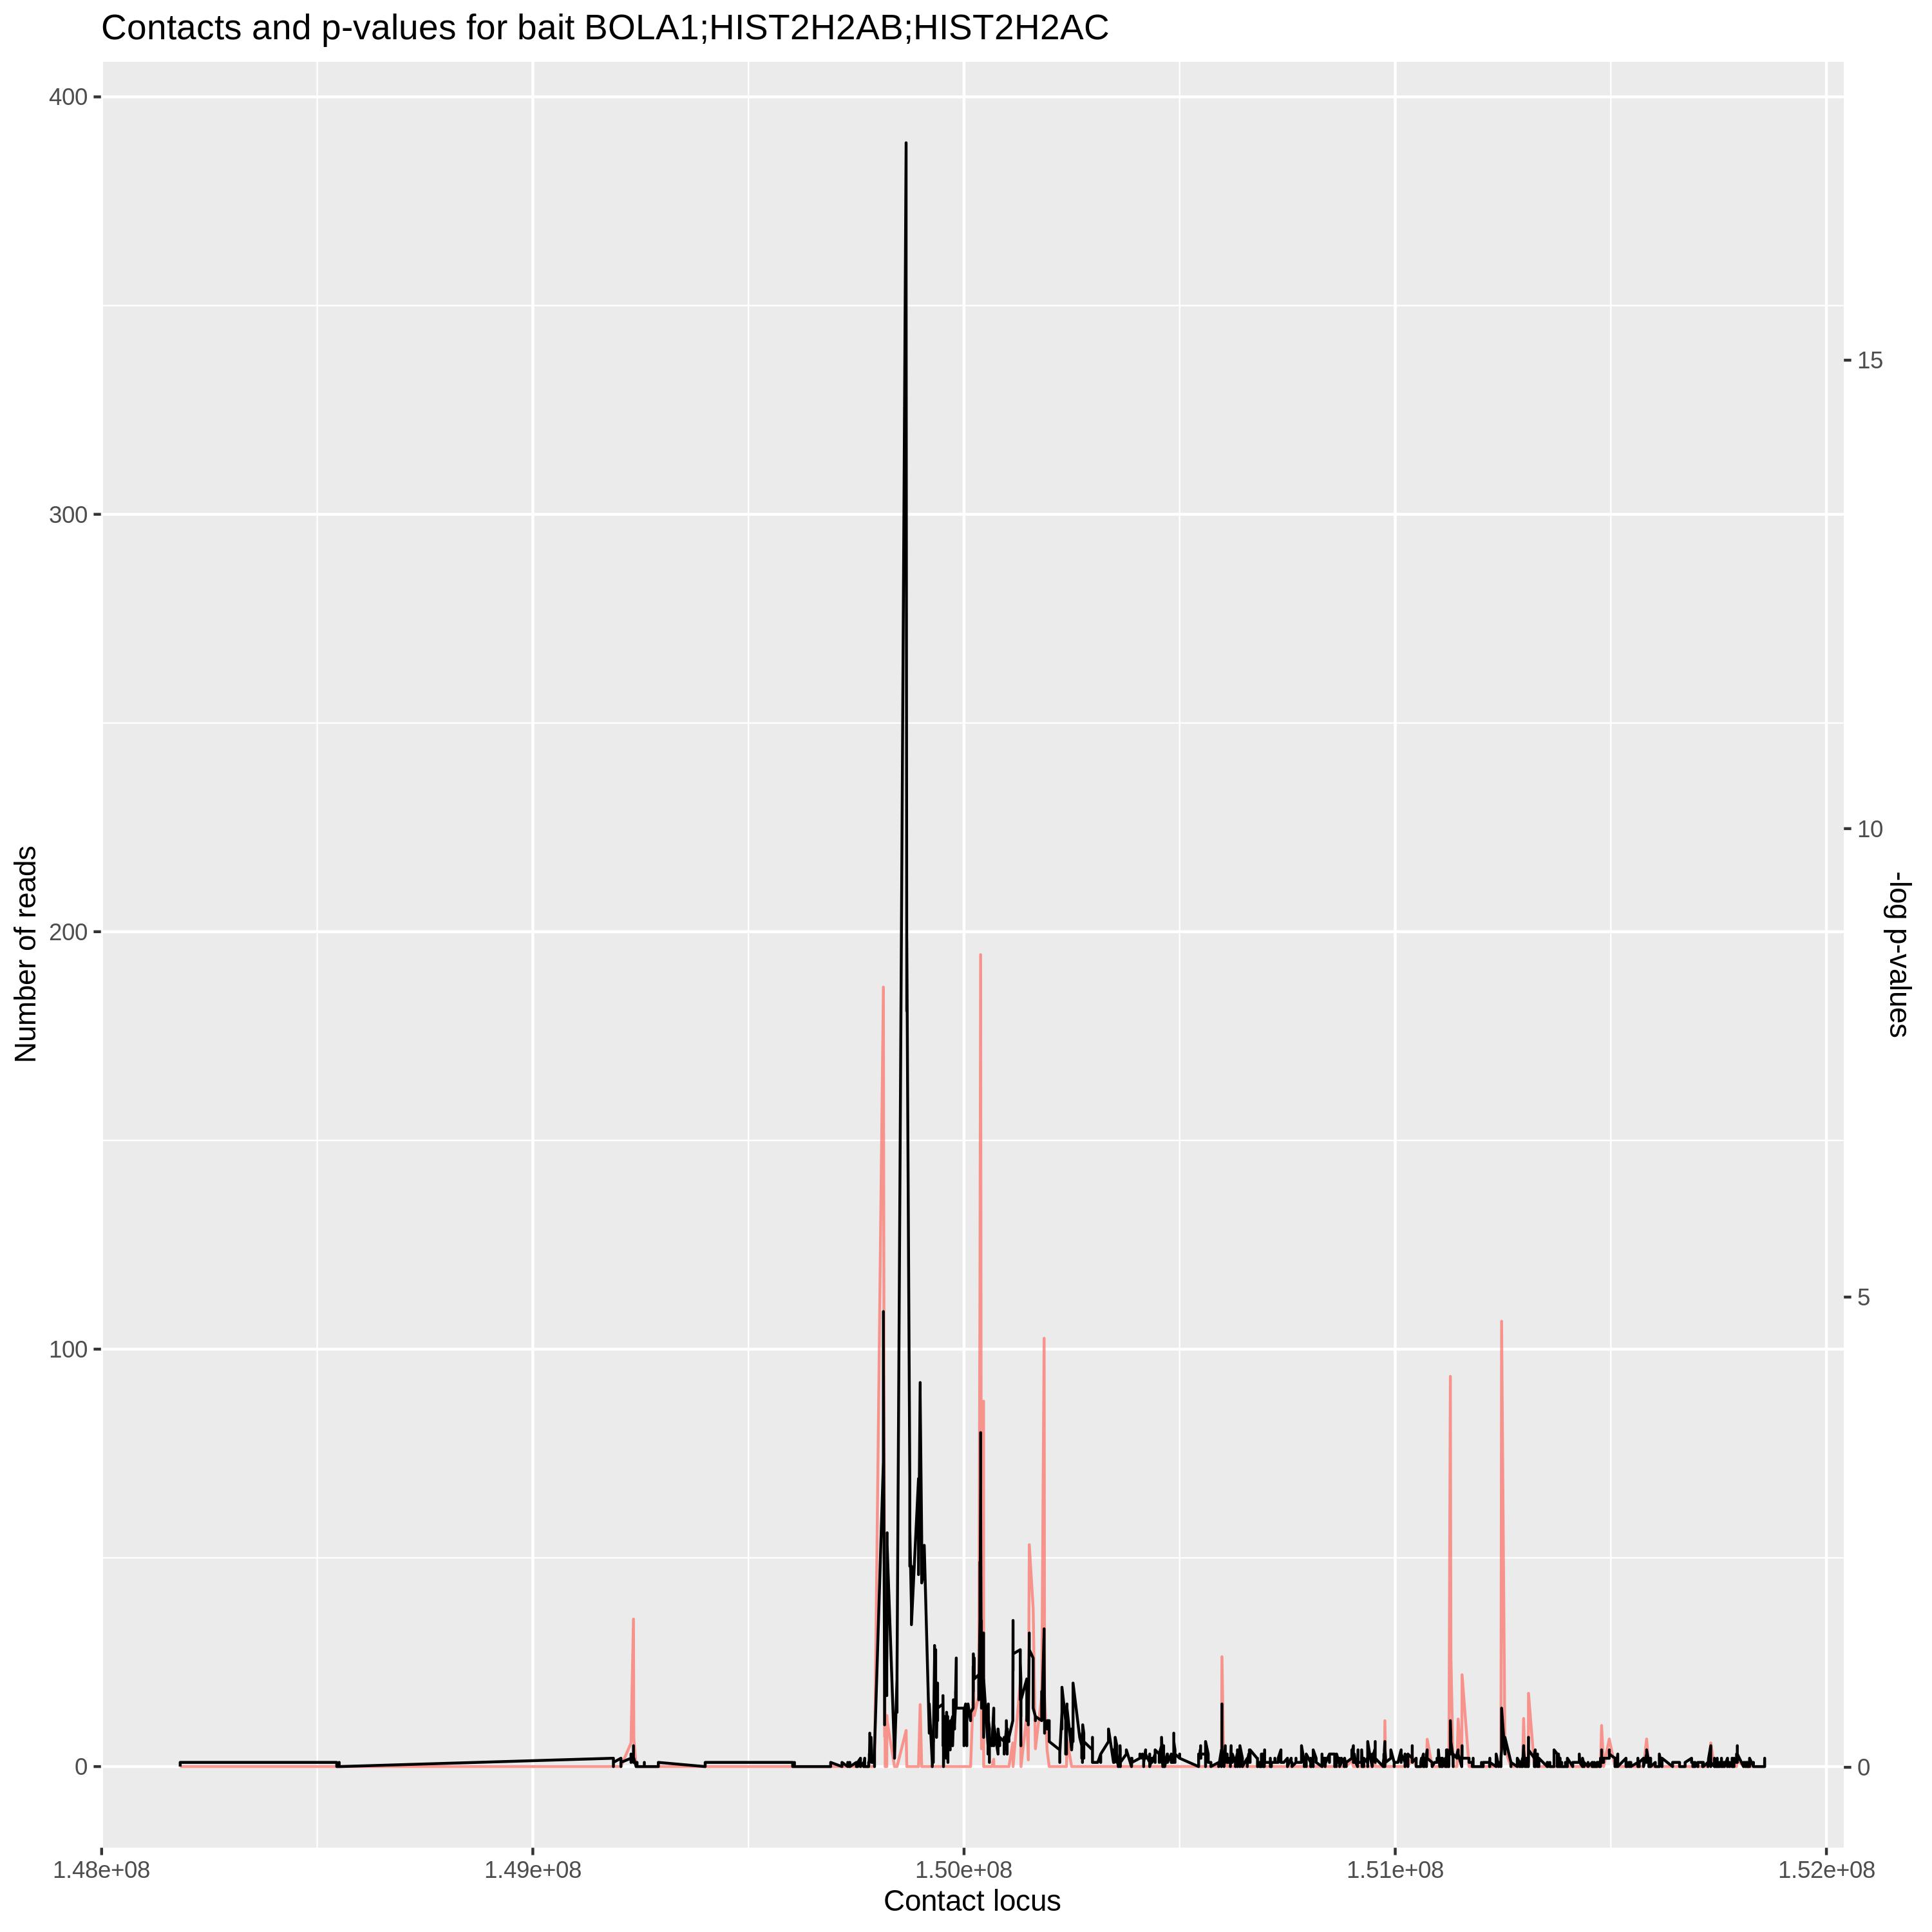 Contacts and p-values for bait BOLA1;HIST2H2AB;HIST2H2AC
400
300
200
100
0
Number of reads
15
10
5
0
-log p-values
1.48e+08
1.49e+08
1.50e+08
1.51e+08
1.52e+08
Contact locus